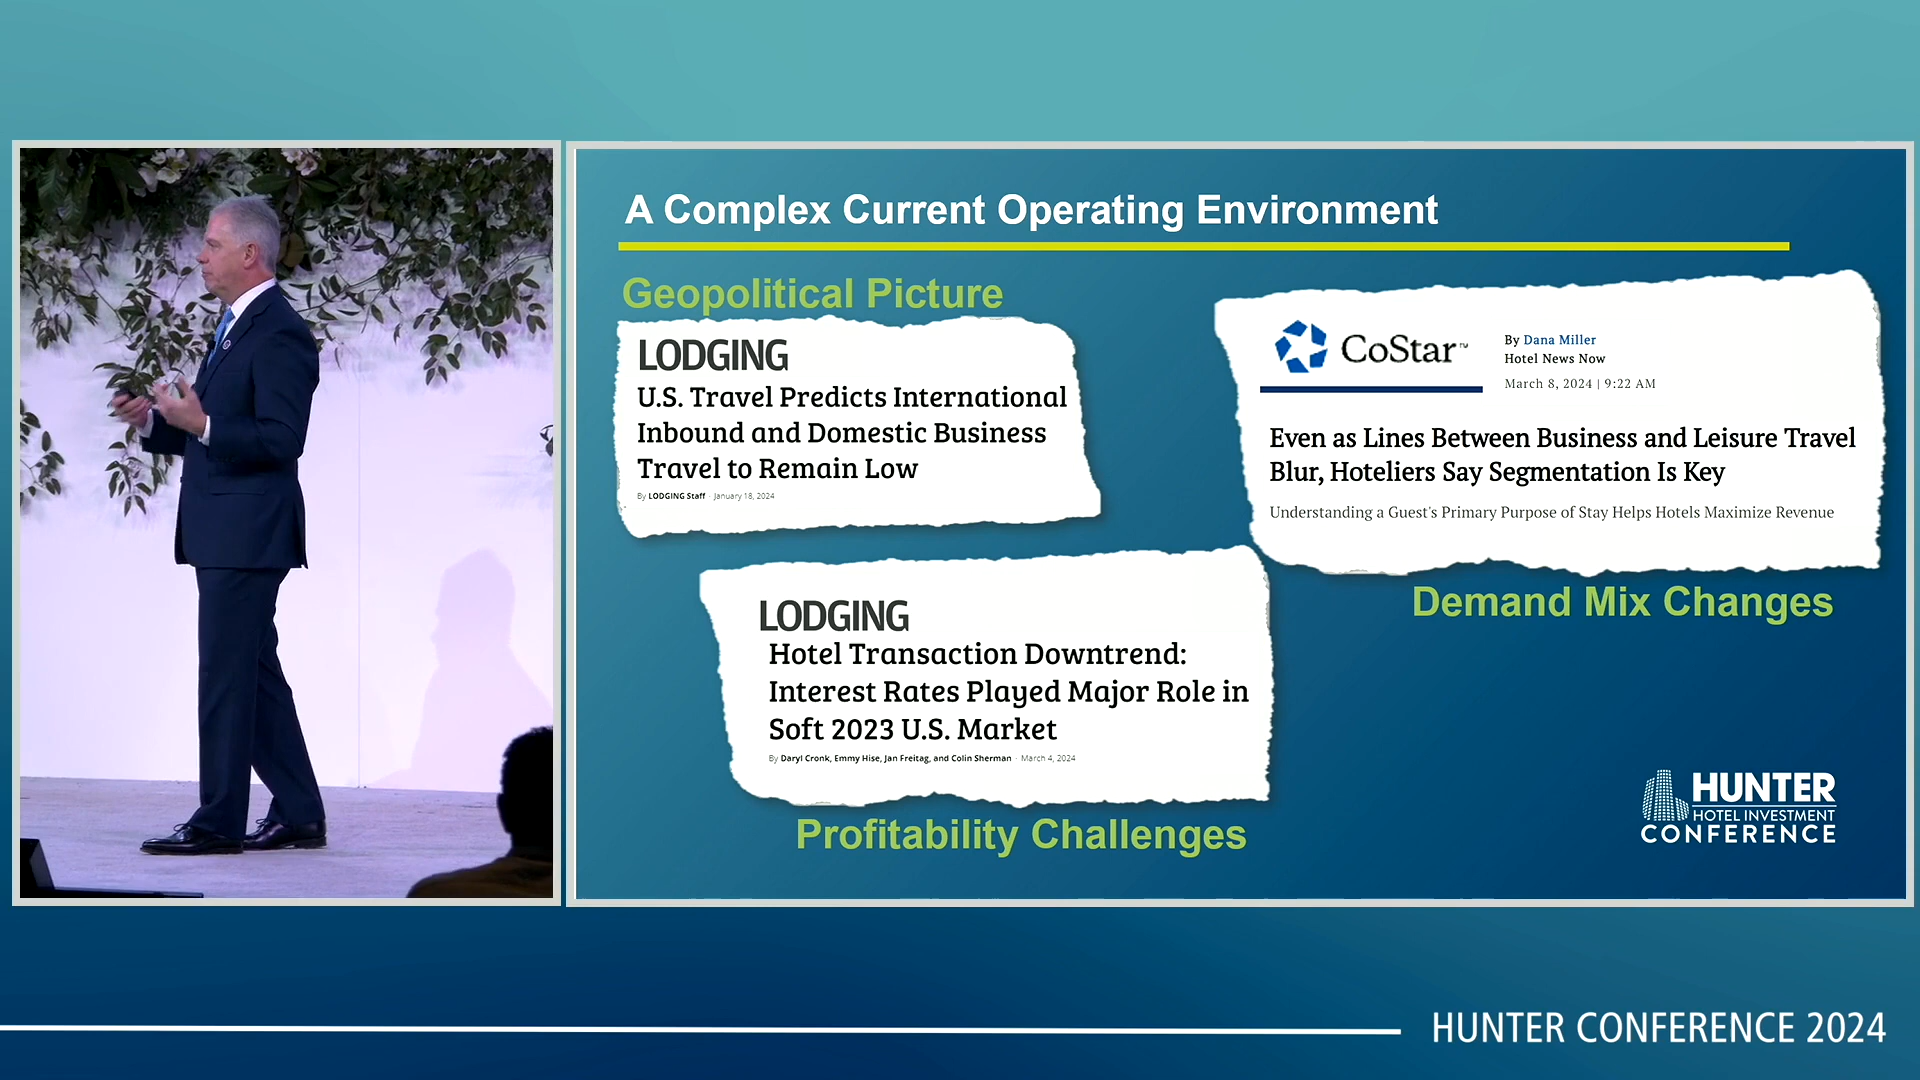 A Complex Current Operating Environment
Geopolitical Picture
LODGING
U.S. Travel Predicts International
Inbound and Domestic Business
Travel to Remain Low
By LODGING Staff - January 18, 2024
CoStar™
By Dana Miller
Hotel News Now
March 8, 2024 | 9:22 AM
Even as Lines Between Business and Leisure Travel
Blur, Hoteliers Say Segmentation Is Key
Understanding a Guest's Primary Purpose of Stay Helps Hotels Maximize Revenue
Demand Mix Changes
LODGING
Hotel Transaction Downtrend:
Interest Rates Played Major Role in
Soft 2023 U.S. Market
By Daryl Cronk, Emmy Hise, Jan Freitag, and Colin Sherman - March 4, 2024
Profitability Challenges
HUNTER
HOTEL INVESTMENT
CONFERENCE
HUNTER CONFERENCE 2024